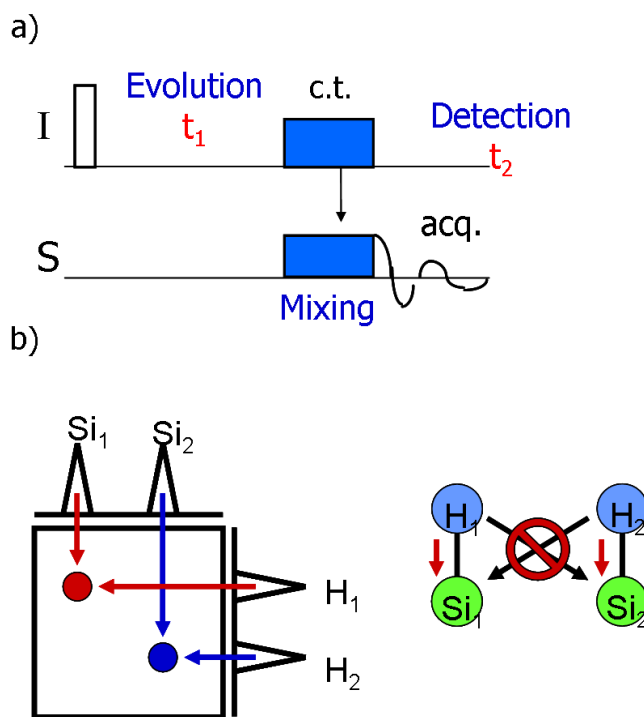 a)
Evolution
c.t.
I
t1
Detection
t2
acq.
S
Mixing
b)
Si1
Si2
H1
H2
H1
H2
Si1
Si2